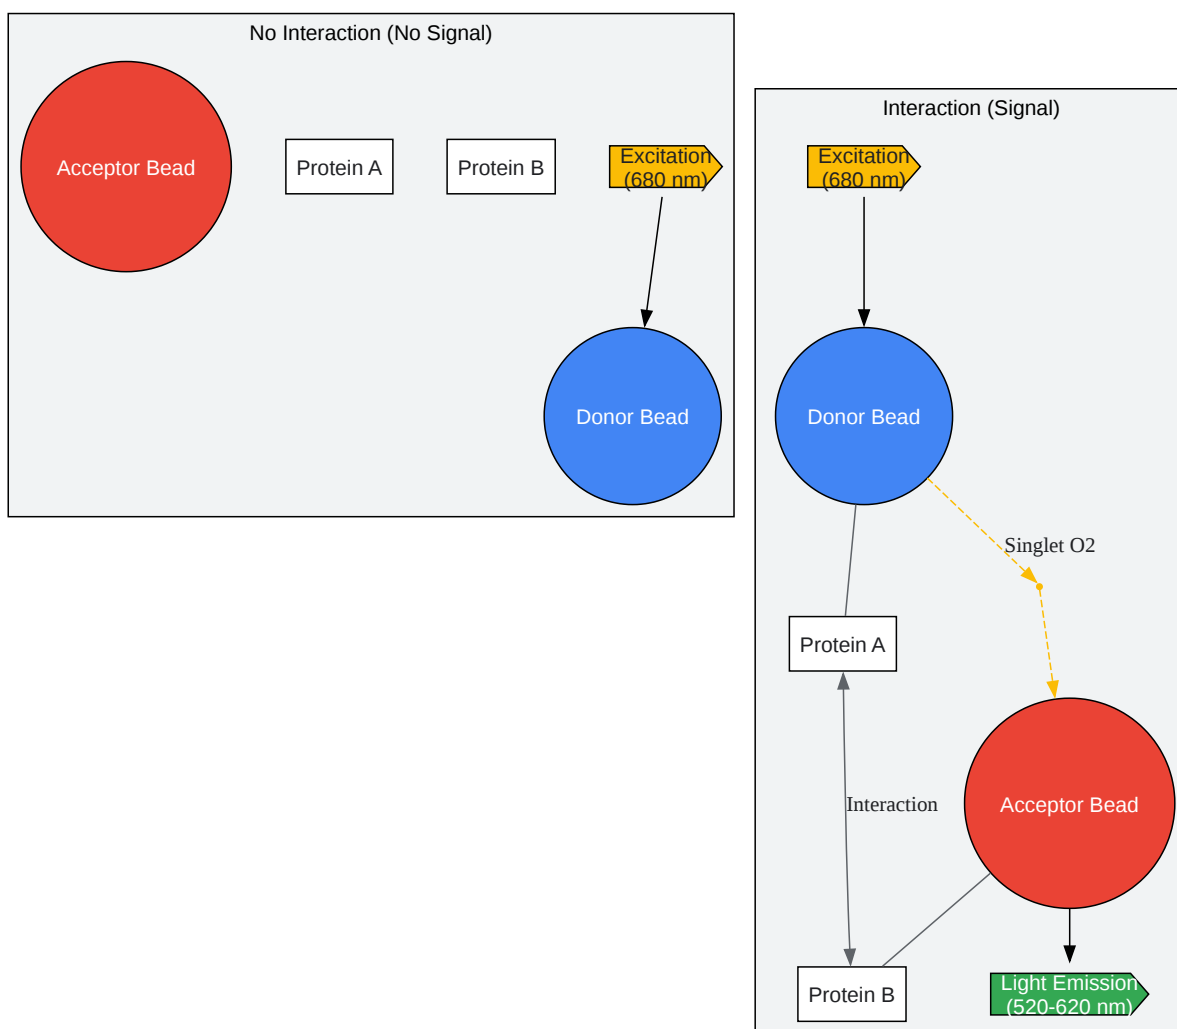 No Interaction (No Signal)
Acceptor Bead
Protein A
Protein B
Excitation
(680 nm)
Donor Bead
Interaction (Signal)
Excitation
(680 nm)
Donor Bead
Singlet O2
Protein A
Interaction
Acceptor Bead
Protein B
Light Emission
(520-620 nm)